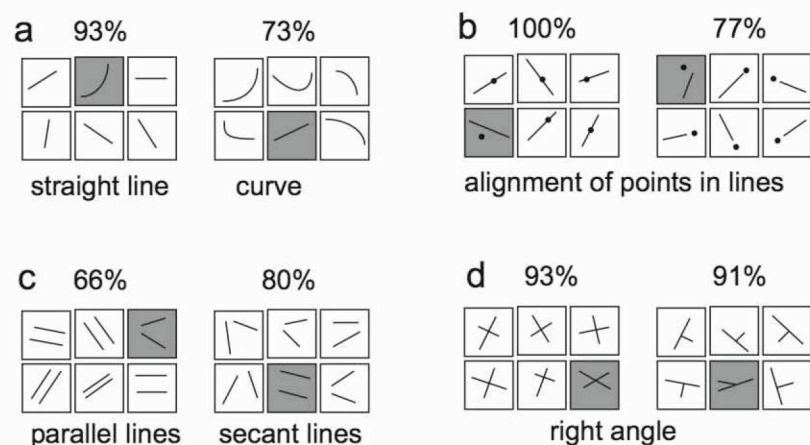 a 93% 73%
straight line curve
b 100% 77%
alignment of points in lines
c 66% 80%
parallel lines secant lines
d 93% 91%
right angle